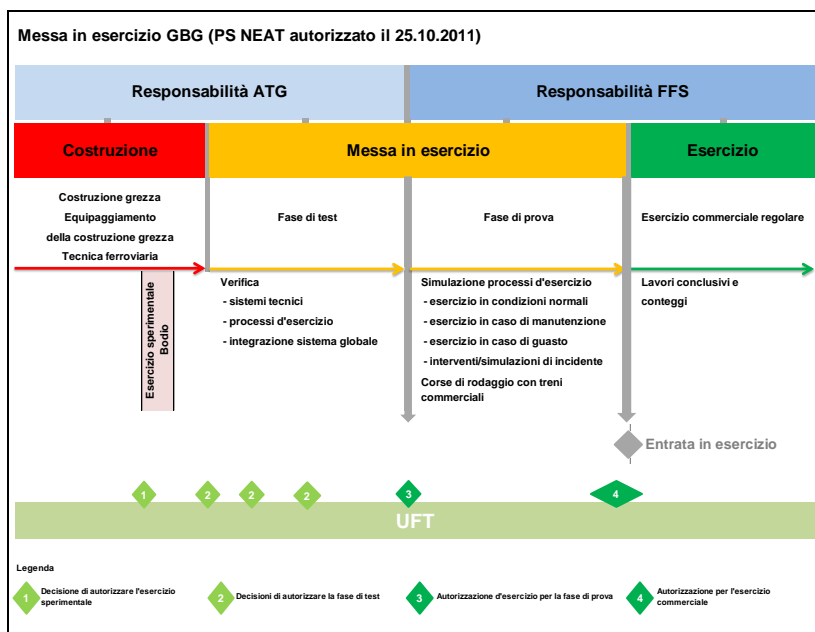 Messa in esercizio GBG (PS NEAT autorizzato il 25.10.2011)
Responsabilità ATG
Responsabilità FFS
Costruzione
Messa in esercizio
Esercizio
Costruzione grezza
Equipaggiamento
della costruzione grezza
Tecnica ferroviaria
Fase di test
Fase di prova
Esercizio commerciale regolare
Esercizio sperimentale
Bodio
Verifica
- sistemi tecnici
- processi d'esercizio
- integrazione sistema globale
Simulazione processi d'esercizio
- esercizio in condizioni normali
- esercizio in caso di manutenzione
- esercizio in caso di guasto
- interventi/simulazioni di incidente
Corse di rodaggio con treni
commerciali
Lavori conclusivi e
conteggi
Entrata in esercizio
1
2
2
2
3
4
UFT
Legenda
1
Decisione di autorizzare l'esercizio
sperimentale
2
Decisioni di autorizzare la fase di test
3
Autorizzazione d'esercizio per la fase di prova
4
Autorizzazione per l'esercizio
commerciale